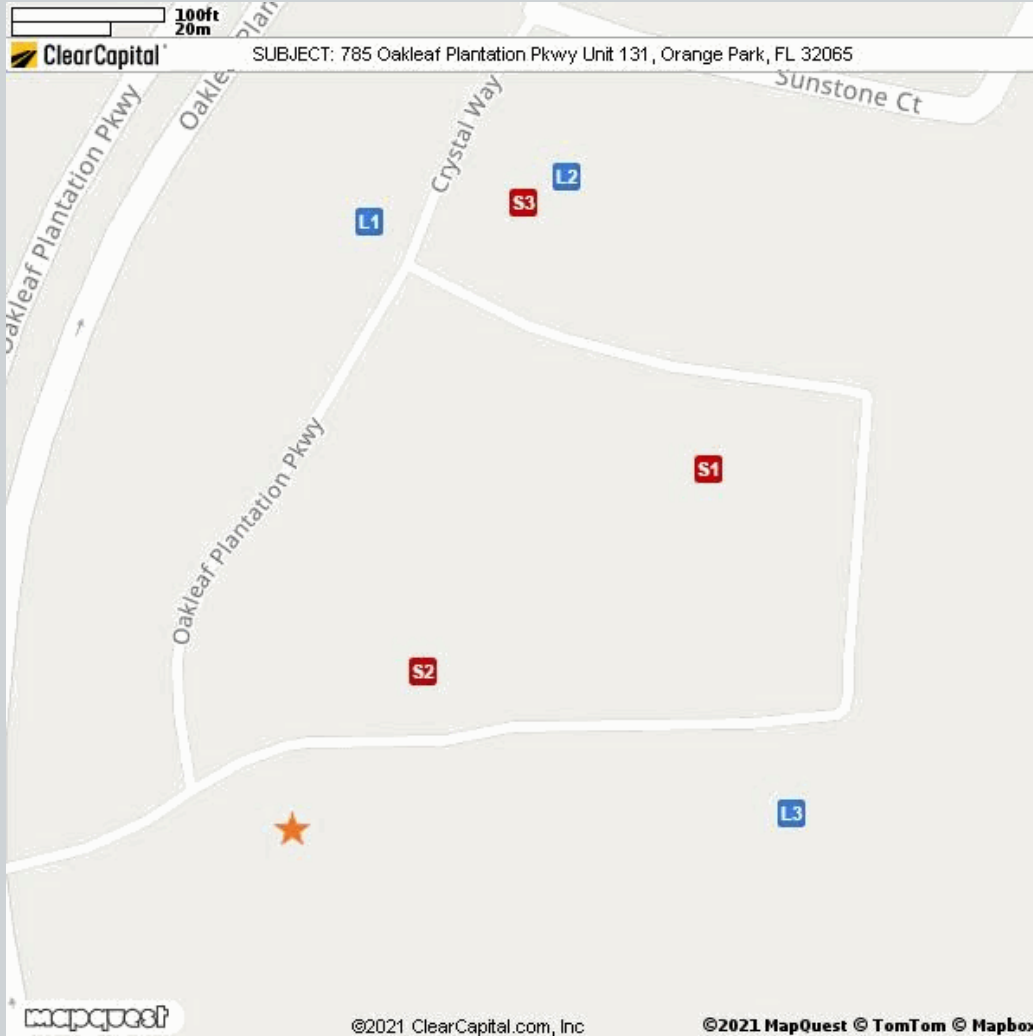 100ft
20m
ClearCapital
SUBJECT: 785 Oakleaf Plantation Pkwy Unit 131, Orange Park, FL 32065
Oakleaf Plantation Pkwy
Sunstone Ct
Crystal Way
L2
S3
L1
Oakleaf Plantation Pkwy
S1
S2
L3
mapquest
©2021 ClearCapital.com, Inc
©2021 MapQuest © TomTom © Mapbox